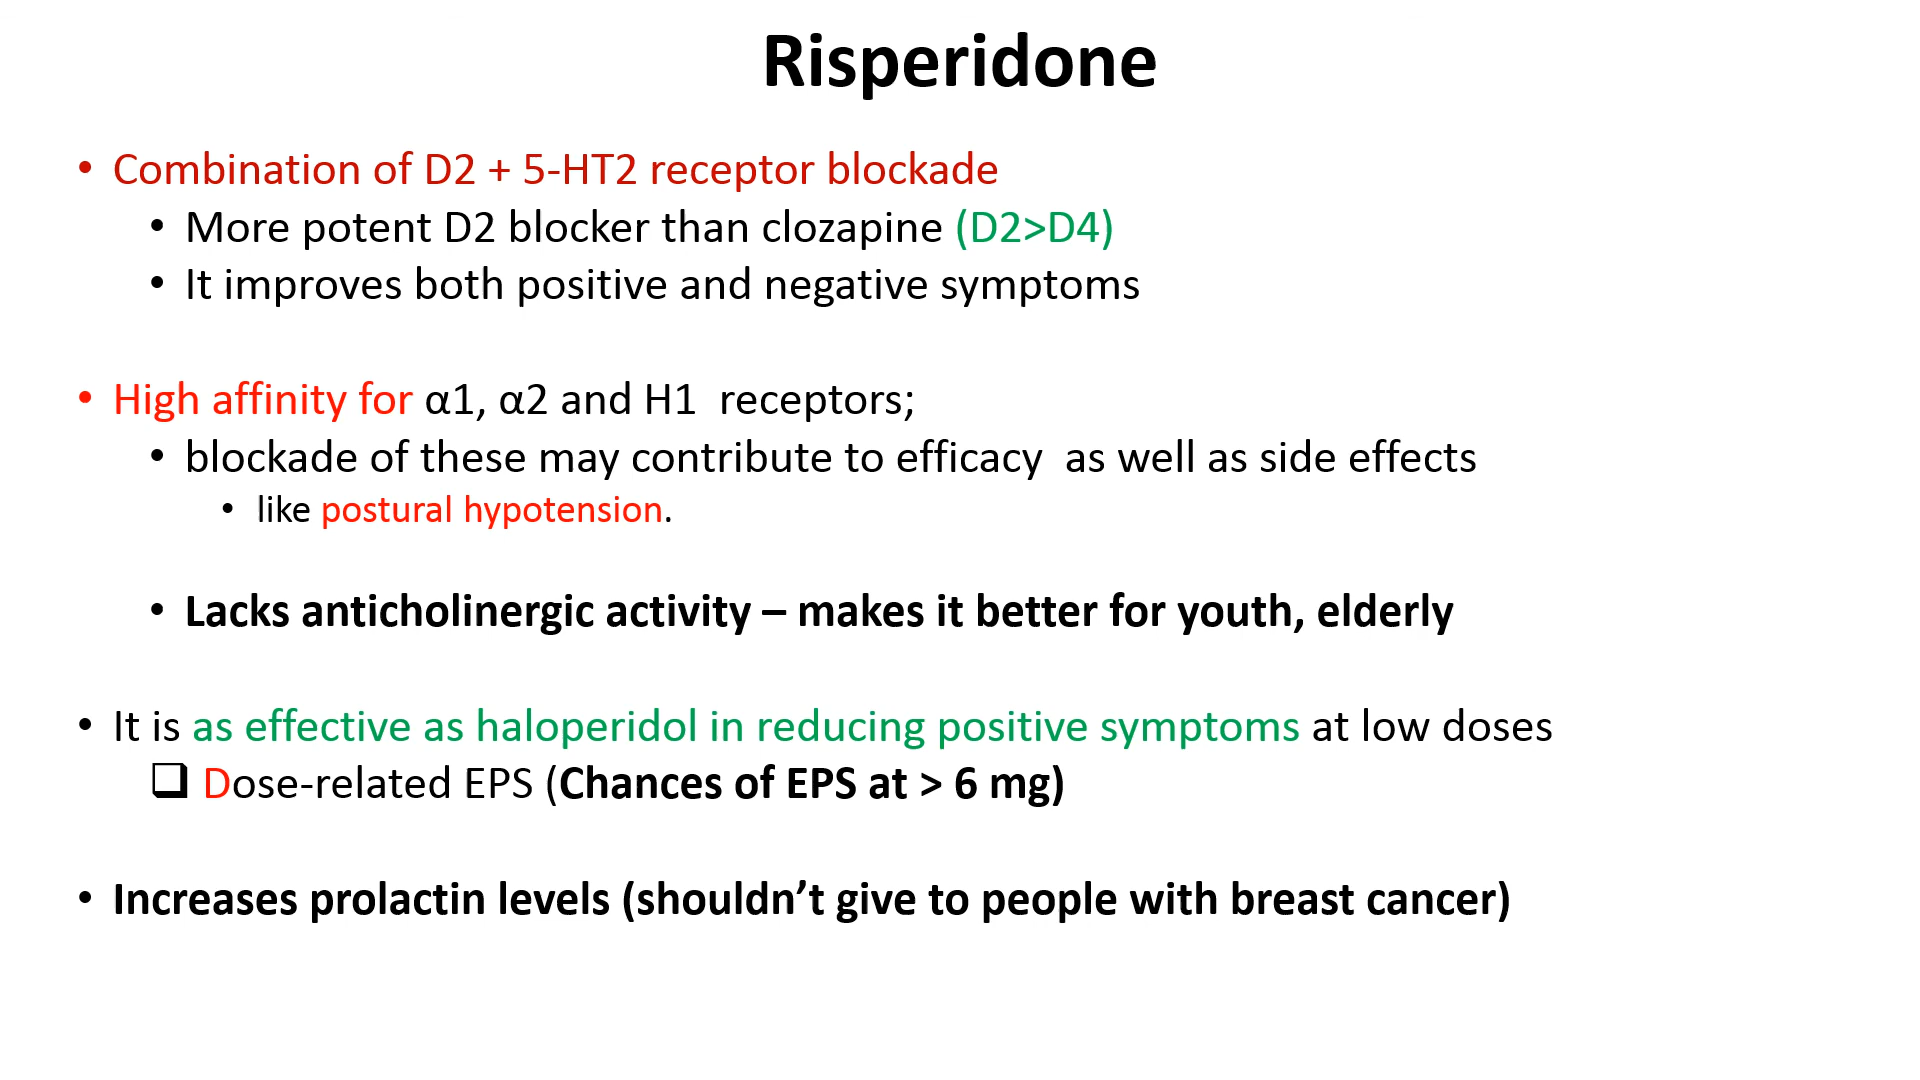 Risperidone
• Combination of D2 + 5-HT2 receptor blockade
• More potent D2 blocker than clozapine (D2>D4)
• It improves both positive and negative symptoms
• High affinity for α1, α2 and H1  receptors;
• blockade of these may contribute to efficacy  as well as side effects
• like postural hypotension.
• Lacks anticholinergic activity – makes it better for youth, elderly
• It is as effective as haloperidol in reducing positive symptoms at low doses
❑ Dose-related EPS (Chances of EPS at > 6 mg)
• Increases prolactin levels (shouldn’t give to people with breast cancer)